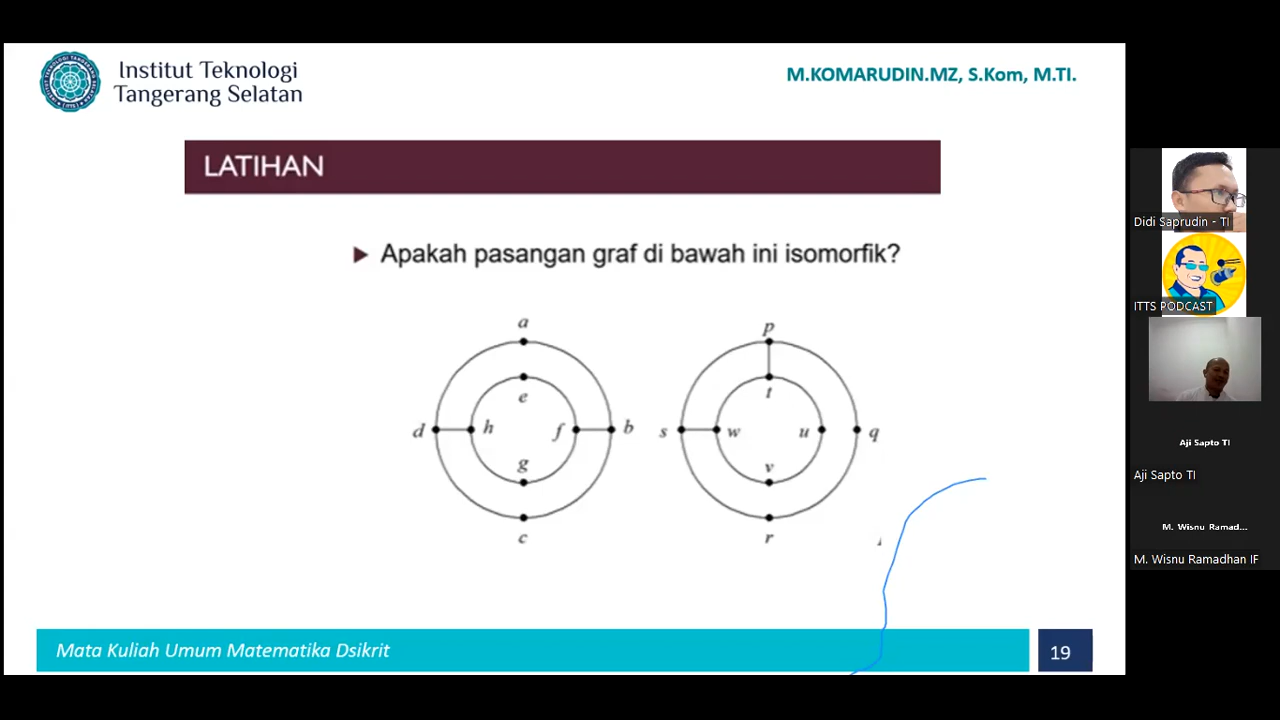 Institut Teknologi
Tangerang Selatan
M.KOMARUDIN.MZ, S.Kom, M.TI.
LATIHAN
Apakah pasangan graf di bawah ini isomorfik?
a
e
d h f b
g
c
p
t
s w u q
v
r
Mata Kuliah Umum Matematika Dsikrit
19
Didi Saprudin - TI
ITTS PODCAST
Aji Sapto TI
Aji Sapto TI
M. Wisnu Ramad...
M. Wisnu Ramadhan IF